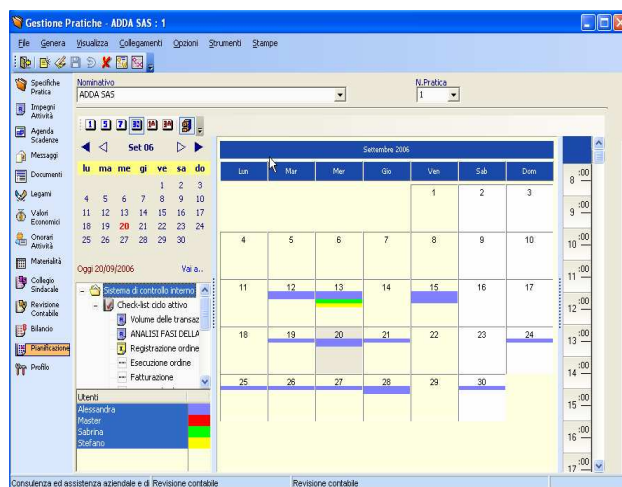 Gestione Pratiche - ADDA SAS : 1
File Genera Visualizza Collegamenti Opzioni Strumenti Stampe
Specifiche Pratica
Impegni Attività
Agenda Scadenze
Messaggi
Documenti
Legami
Valori Economici
Onorari Attività
Materialità
Collegio Sindacale
Revisione Contabile
Bilancio
Pianificazione
Profilo
Nominativo
ADDA SAS
N.Pratica
1
1 5 7 31
Set 06
lu ma me gi ve sa do
1 2 3
4 5 6 7 8 9 10
11 12 13 14 15 16 17
18 19 20 21 22 23 24
25 26 27 28 29 30
Oggi 20/09/2006 Vai a..
Sistema di controllo interno
Check-list ciclo attivo
Volume delle transaz
ANALISI FASI DELLA
Registrazione ordine
Esecuzione ordine
Fatturazione
Utenti
Alessandra
Master
Sabrina
Stefano
Settembre 2006
Lun Mar Mer Gio Ven Sab Dom
1 2 3
4 5 6 7 8 9 10
11 12 13 14 15 16 17
18 19 20 21 22 23 24
25 26 27 28 29 30
8 :00
9 :00
10 :00
11 :00
12 :00
13 :00
14 :00
15 :00
16 :00
17 :00
Consulenza ed assistenza aziendale e di Revisione contabile Revisione contabile